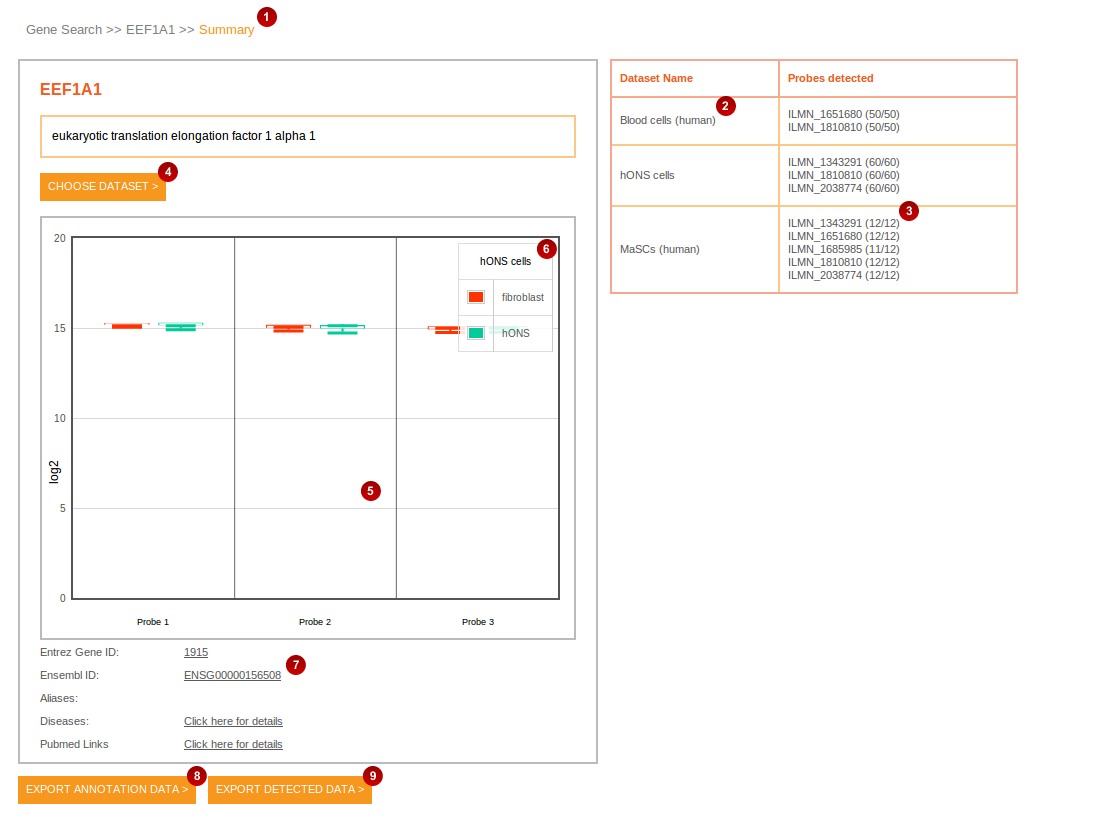 1
Gene Search >> EEF1A1 >> Summary
EEF1A1
eukaryotic translation elongation factor 1 alpha 1
4
CHOOSE DATASET >
20
15
10
5
0
log2
6
hONS cells
fibroblast
hONS
5
Probe 1
Probe 2
Probe 3
Entrez Gene ID: 1915
7
Ensembl ID: ENSG00000156508
Aliases:
Diseases: Click here for details
Pubmed Links Click here for details
8
EXPORT ANNOTATION DATA >
9
EXPORT DETECTED DATA >
Dataset Name Probes detected
2
Blood cells (human)
ILMN_1651680 (50/50)
ILMN_1810810 (50/50)
hONS cells
ILMN_1343291 (60/60)
ILMN_1810810 (60/60)
ILMN_2038774 (60/60)
3
MaSCs (human)
ILMN_1343291 (12/12)
ILMN_1651680 (12/12)
ILMN_1685985 (11/12)
ILMN_1810810 (12/12)
ILMN_2038774 (12/12)